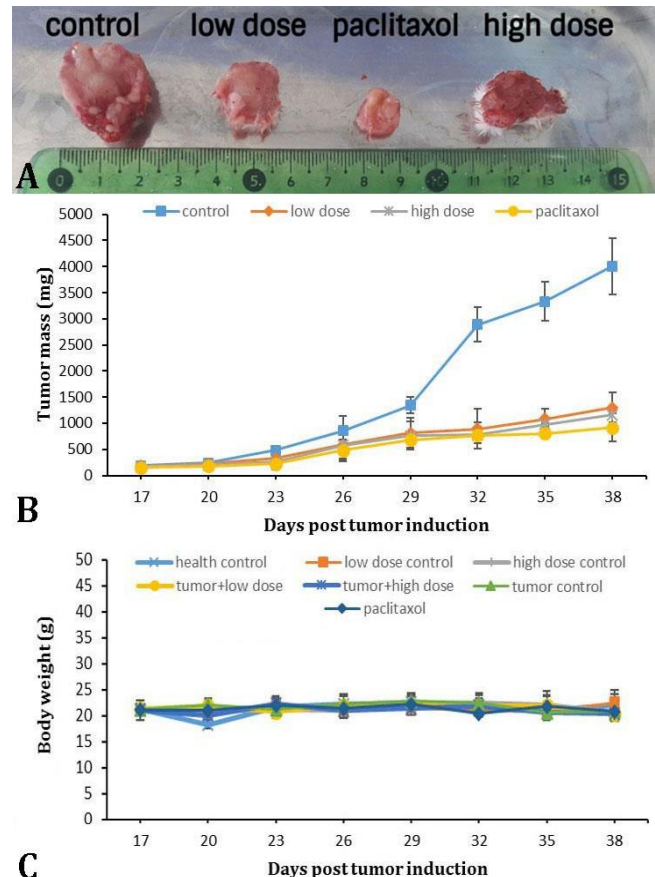 control low dose paclitaxol high dose
0 1 2 3 4 5 6 7 8 9 11 12 13 14 15
A
control low dose high dose paclitaxol
5000
4500
4000
3500
3000
2500
2000
1500
1000
500
0
Tumor mass (mg)
17 20 23 26 29 32 35 38
Days post tumor induction
B
health control low dose control high dose control
tumor+low dose tumor+high dose tumor control
paclitaxol
50
45
40
35
30
25
20
15
10
5
0
Body weight (g)
17 20 23 26 29 32 35 38
Days post tumor induction
C